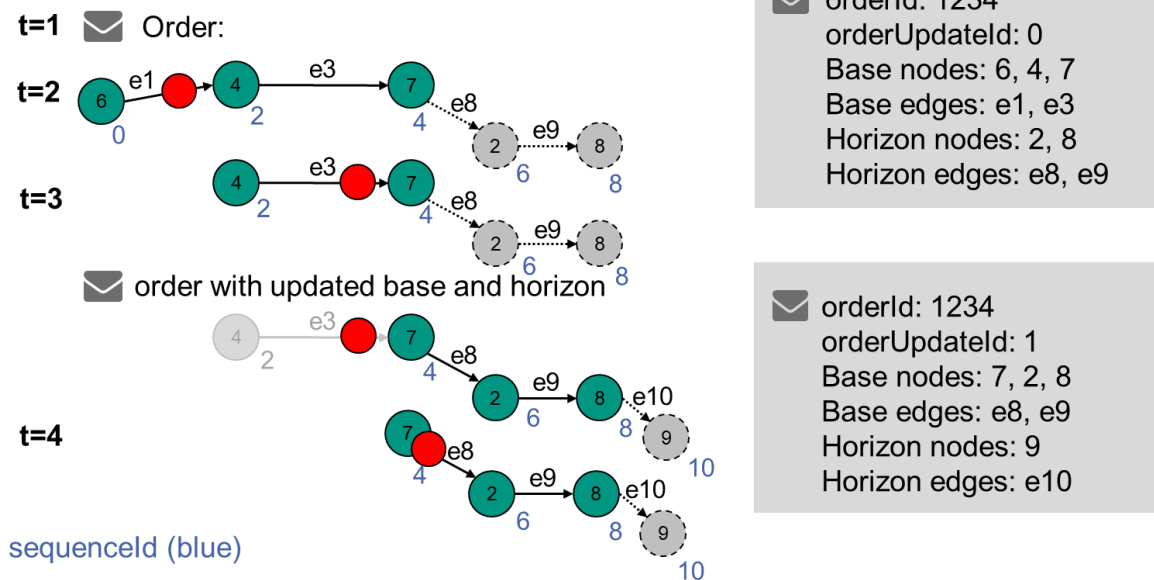 t=1 Order:
orderId: 1234
orderUpdateId: 0
Base nodes: 6, 4, 7
Base edges: e1, e3
Horizon nodes: 2, 8
Horizon edges: e8, e9
t=2
6 e1 4 e3 7 e8 2 e9 8
0 2 4 6 8
t=3
4 e3 7 e8 2 e9 8
2 4 6 8
order with updated base and horizon
4 e3 7 e8 2 e9 8 e10 9
2 4 6 8 10
orderId: 1234
orderUpdateId: 1
Base nodes: 7, 2, 8
Base edges: e8, e9
Horizon nodes: 9
Horizon edges: e10
t=4
7 e8 2 e9 8 e10 9
4 6 8 10
sequenceId (blue)